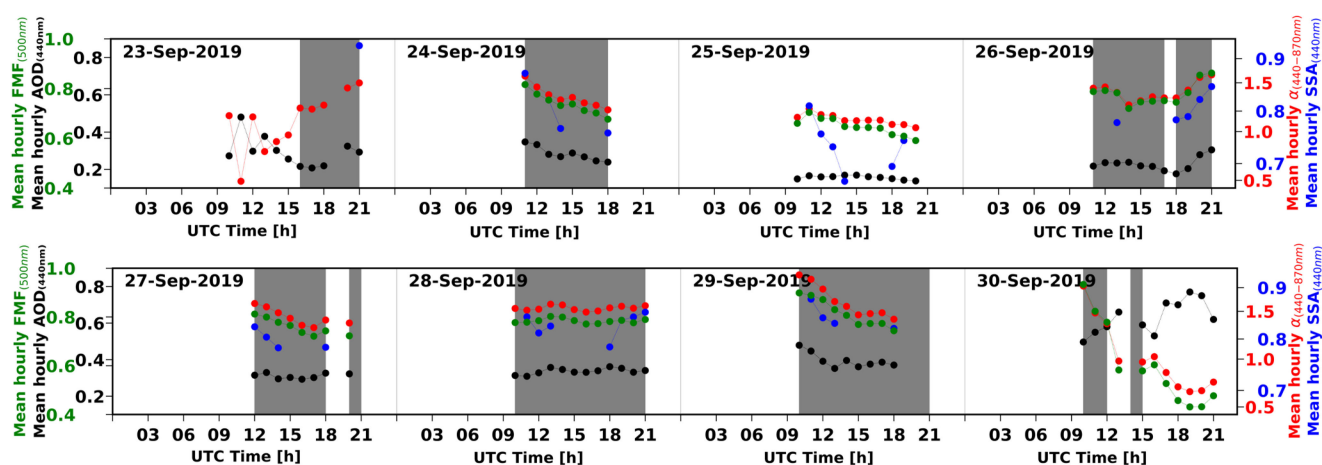 Mean hourly FMF(500nm)
Mean hourly AOD(440nm)
1.0
0.8
0.6
0.4
0.8
0.6
0.4
0.2
23-Sep-2019
24-Sep-2019
25-Sep-2019
26-Sep-2019
0.9
0.8
0.7
1.5
1.0
0.5
Mean hourly α(440−870nm)
Mean hourly SSA(440nm)
03 06 09 12 15 18 21
03 06 09 12 15 18 21
03 06 09 12 15 18 21
03 06 09 12 15 18 21
UTC Time [h]
UTC Time [h]
UTC Time [h]
UTC Time [h]
Mean hourly FMF(500nm)
Mean hourly AOD(440nm)
1.0
0.8
0.6
0.4
0.8
0.6
0.4
0.2
27-Sep-2019
28-Sep-2019
29-Sep-2019
30-Sep-2019
0.9
0.8
0.7
1.5
1.0
0.5
Mean hourly α(440−870nm)
Mean hourly SSA(440nm)
03 06 09 12 15 18 21
03 06 09 12 15 18 21
03 06 09 12 15 18 21
03 06 09 12 15 18 21
UTC Time [h]
UTC Time [h]
UTC Time [h]
UTC Time [h]